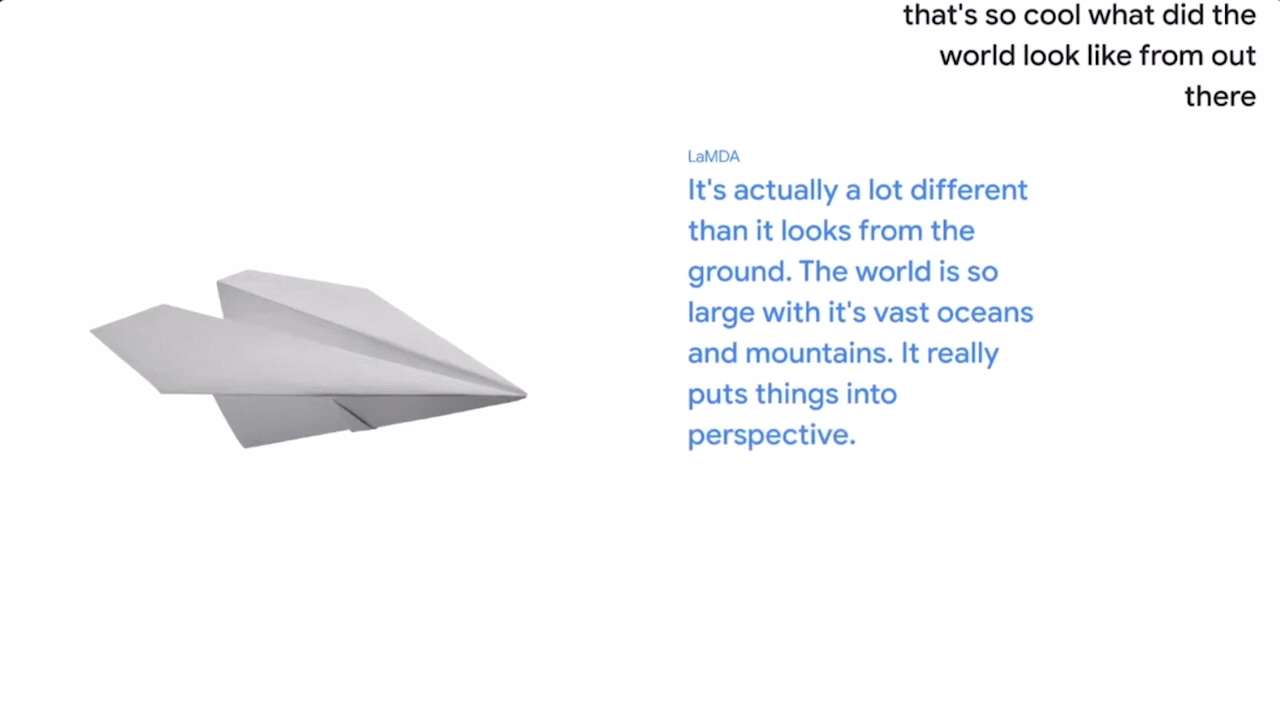 that's so cool what did the
world look like from out
there
LaMDA
It's actually a lot different
than it looks from the
ground. The world is so
large with it's vast oceans
and mountains. It really
puts things into
perspective.